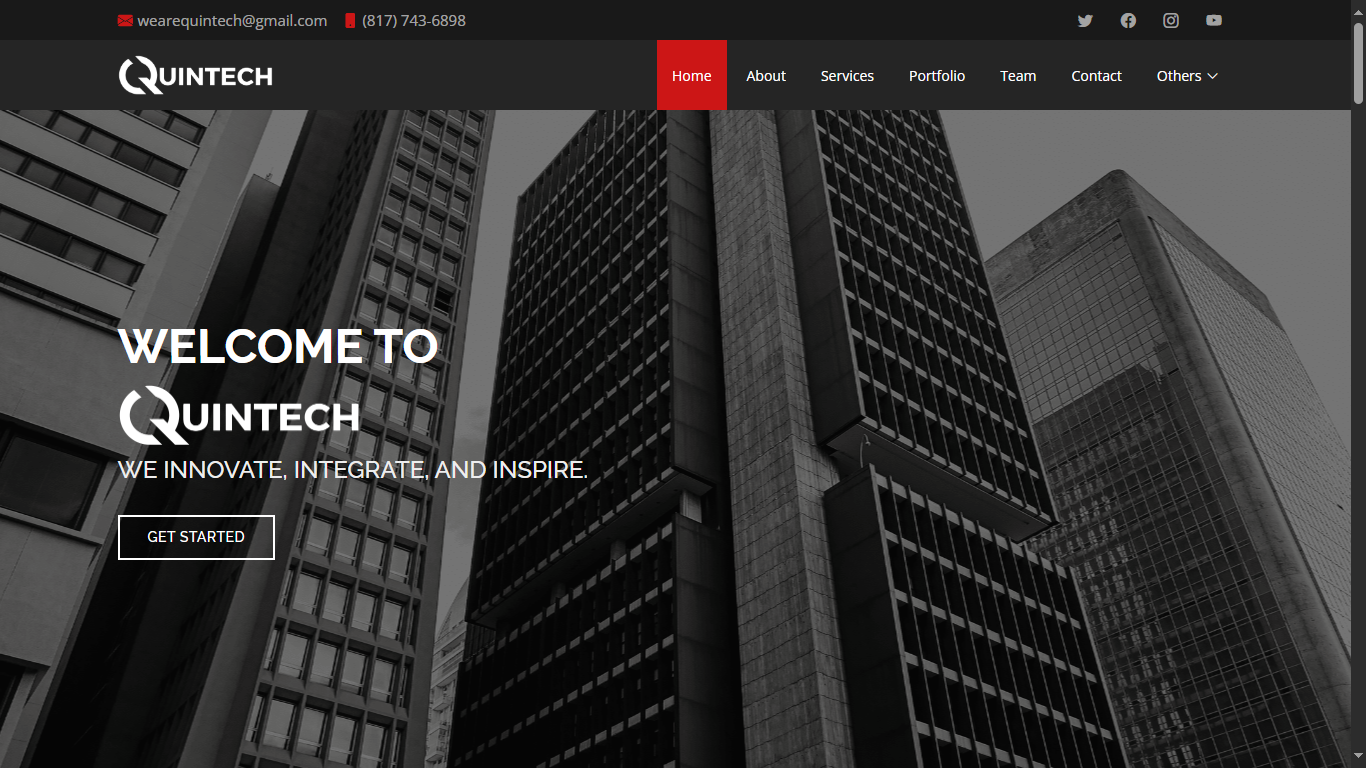 wearequintech@gmail.com (817) 743-6898
QUINTECH Home About Services Portfolio Team Contact Others
WELCOME TO
QUINTECH
WE INNOVATE, INTEGRATE, AND INSPIRE.
GET STARTED